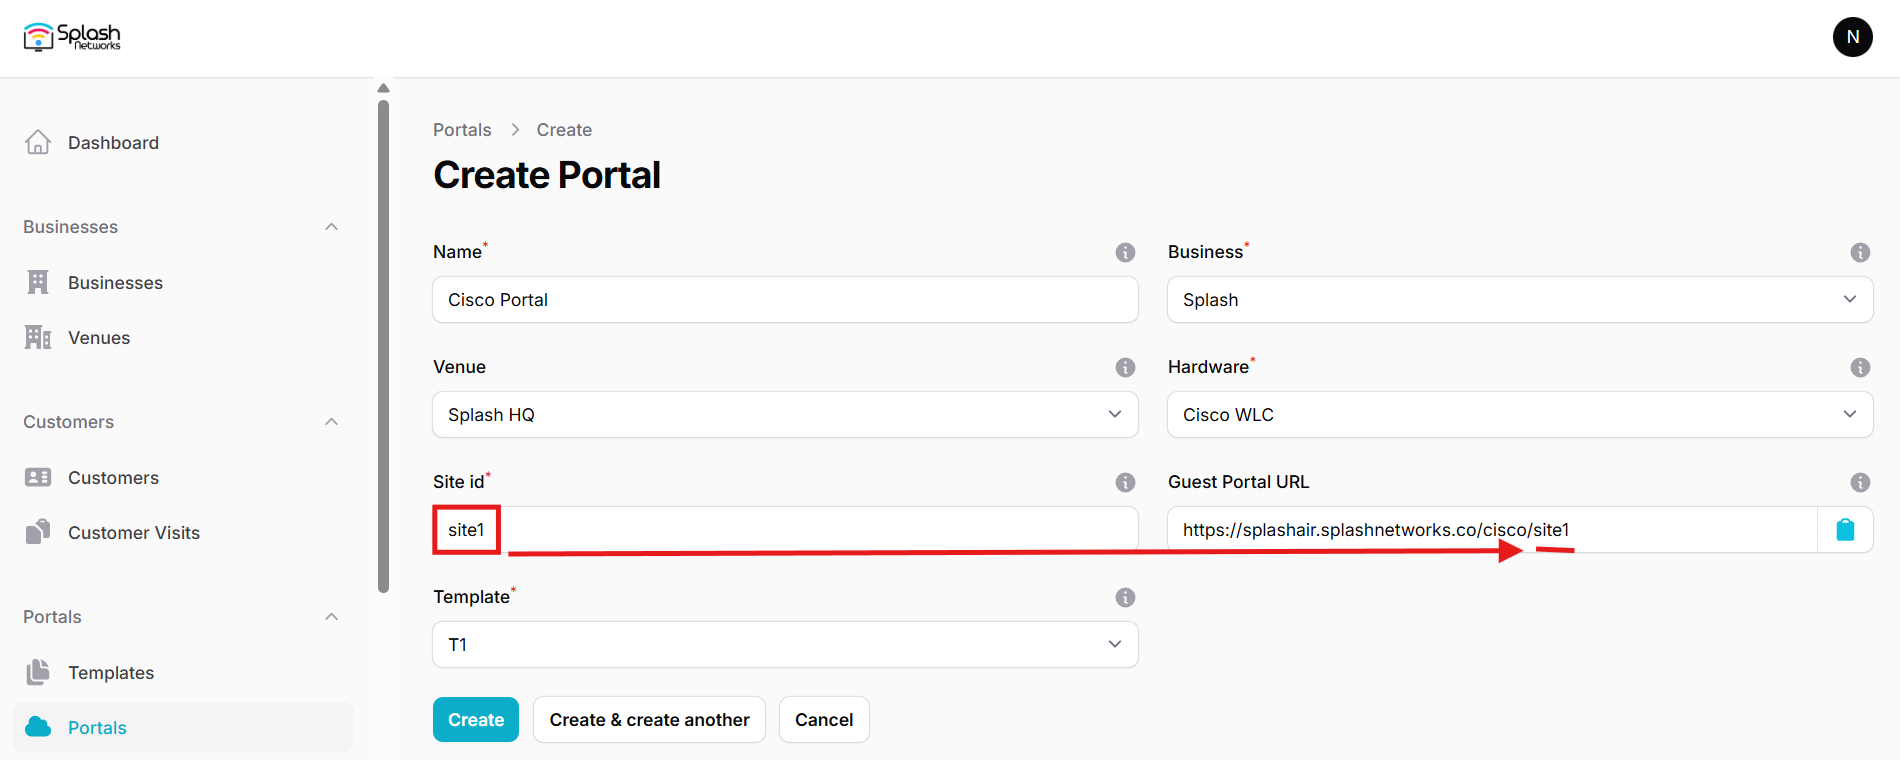 Splash
Networks
N
Dashboard
Businesses
Businesses
Venues
Customers
Customers
Customer Visits
Portals
Templates
Portals
Portals > Create
Create Portal
Name*
Business*
Cisco Portal
Splash
Venue
Hardware*
Splash HQ
Cisco WLC
Site id*
Guest Portal URL
site1
https://splashair.splashnetworks.co/cisco/site1
Template*
T1
Create
Create & create another
Cancel